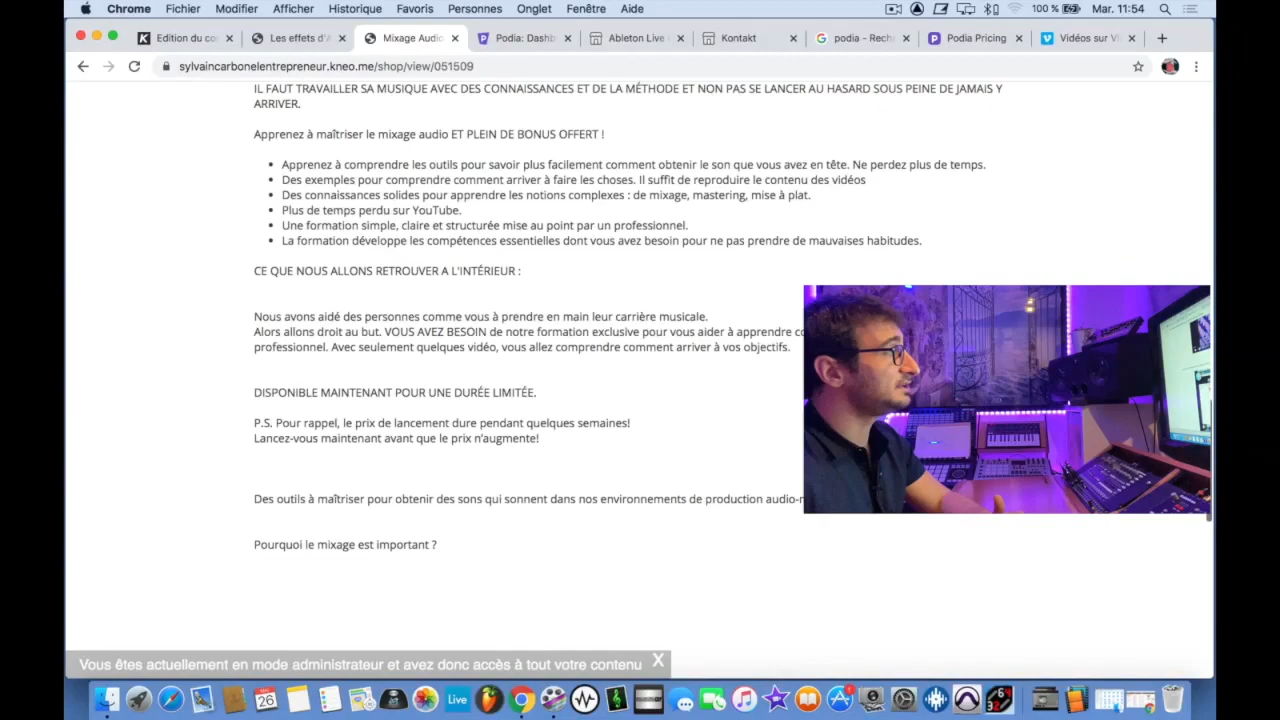 Chrome Fichier Modifier Afficher Historique Favoris Personnes Onglet Fenêtre Aide 100 % Mar. 11:54
Edition du co
Les effets d'A
Mixage Audio
Podia: Dashb
Ableton Live
Kontakt
podia - Rech
Podia Pricing
Vidéos sur Vi
sylvaincarbonelentrepreneur.kneo.me/shop/view/051509
IL FAUT TRAVAILLER SA MUSIQUE AVEC DES CONNAISSANCES ET DE LA MÉTHODE ET NON PAS SE LANCER AU HASARD SOUS PEINE DE JAMAIS Y
ARRIVER.
Apprenez à maîtriser le mixage audio ET PLEIN DE BONUS OFFERT !
• Apprenez à comprendre les outils pour savoir plus facilement comment obtenir le son que vous avez en tête. Ne perdez plus de temps.
• Des exemples pour comprendre comment arriver à faire les choses. Il suffit de reproduire le contenu des vidéos
• Des connaissances solides pour apprendre les notions complexes : de mixage, mastering, mise à plat.
• Plus de temps perdu sur YouTube.
• Une formation simple, claire et structurée mise au point par un professionnel.
• La formation développe les compétences essentielles dont vous avez besoin pour ne pas prendre de mauvaises habitudes.
CE QUE NOUS ALLONS RETROUVER A L'INTÉRIEUR :
Nous avons aidé des personnes comme vous à prendre en main leur carrière musicale.
Alors allons droit au but. VOUS AVEZ BESOIN de notre formation exclusive pour vous aider à apprendre
professionnel. Avec seulement quelques vidéo, vous allez comprendre comment arriver à vos objectifs.
DISPONIBLE MAINTENANT POUR UNE DURÉE LIMITÉE.
P.S. Pour rappel, le prix de lancement dure pendant quelques semaines!
Lancez-vous maintenant avant que le prix n'augmente!
Des outils à maîtriser pour obtenir des sons qui sonnent dans nos environnements de production audio-
Pourquoi le mixage est important ?
Vous êtes actuellement en mode administrateur et avez donc accès à tout votre contenu X
26 Live